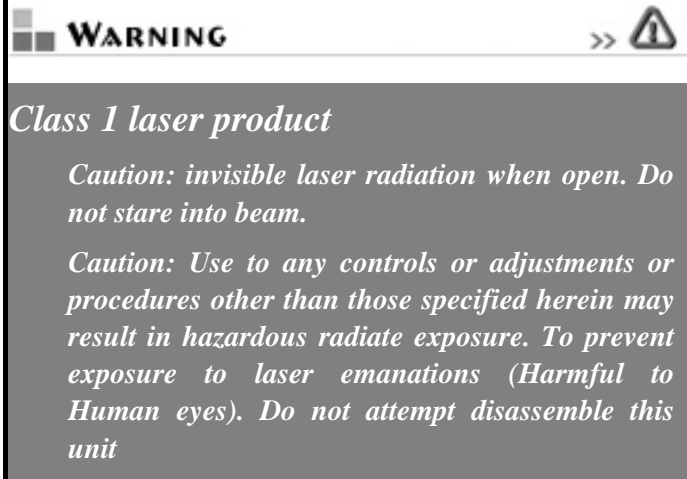 WARNING >>
Class 1 laser product
Caution: invisible laser radiation when open. Do
not stare into beam.
Caution: Use to any controls or adjustments or
procedures other than those specified herein may
result in hazardous radiate exposure. To prevent
exposure to laser emanations (Harmful to
Human eyes). Do not attempt disassemble this
unit